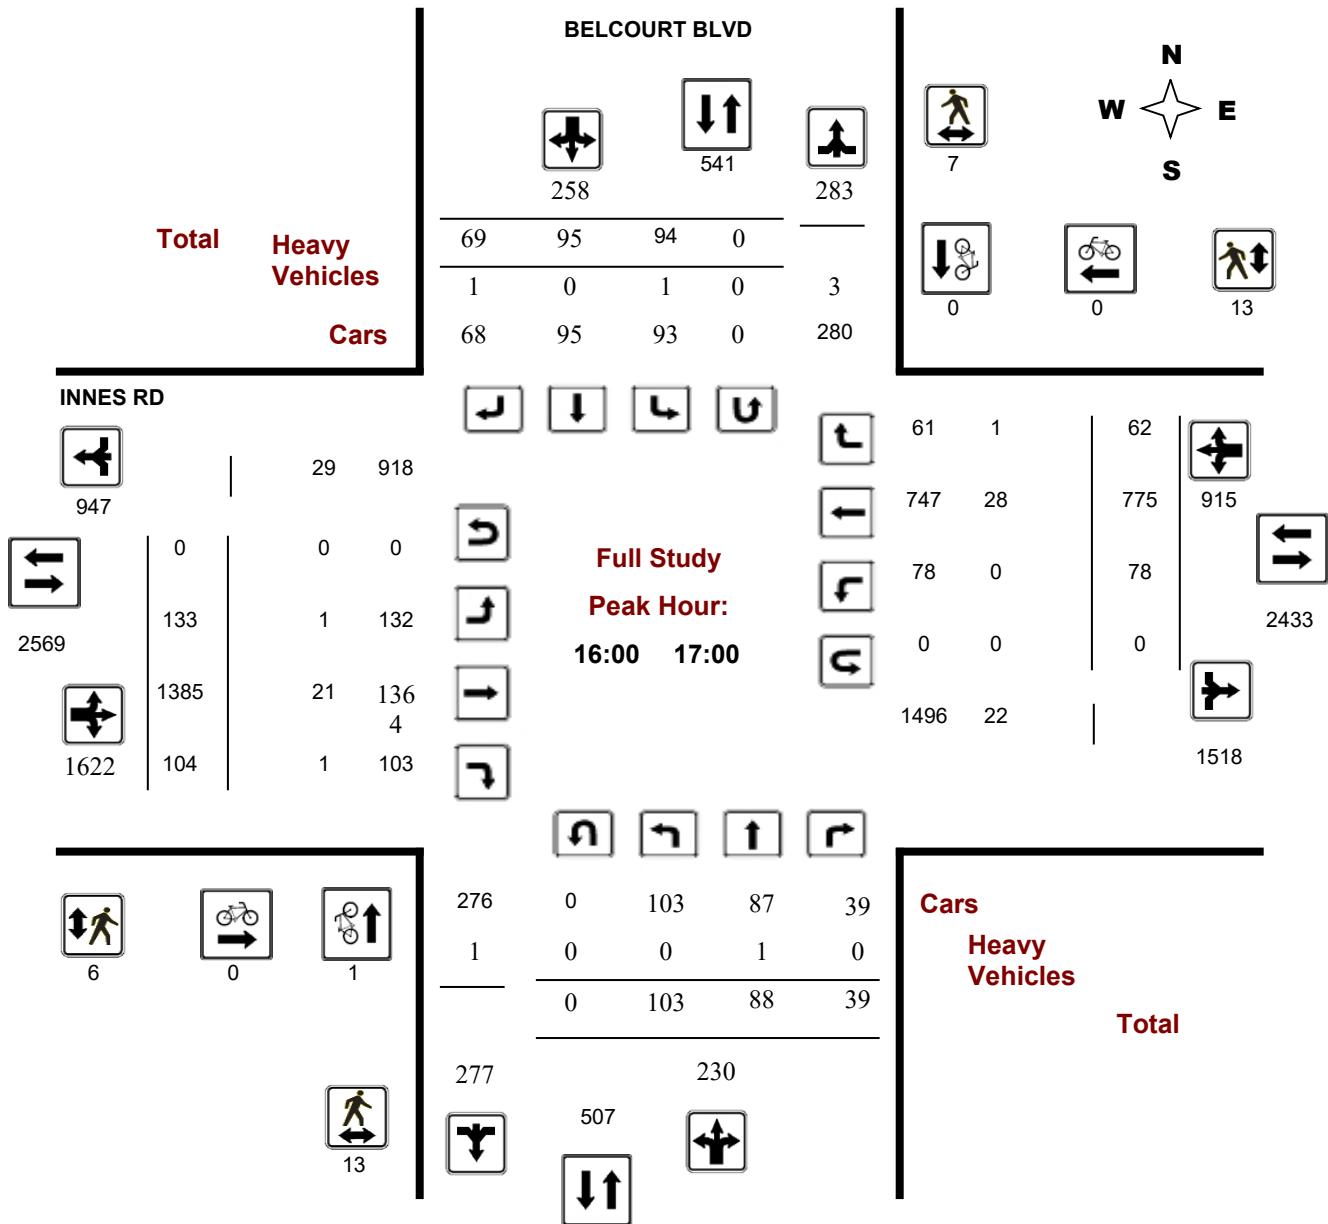 BELCOURT BLVD
N
W E
S
541
7
258 283
Total
Heavy
Vehicles
69 95 94 0
1 0 1 0 3
Cars
68 95 93 0 280
0 0 13
INNES RD
61 1 62
29 918
947
747 28 775 915
0 0 0
Full Study
78 0 78
Peak Hour:
133 1 132
2433
2569
16:00 17:00
0 0 0
1385 21 136
4
1496 22
1622 104 1 103
1518
276 0 103 87 39
Cars
1 0 0 1 0
Heavy
Vehicles
6 0 1
0 103 88 39
Total
277 230
507
13